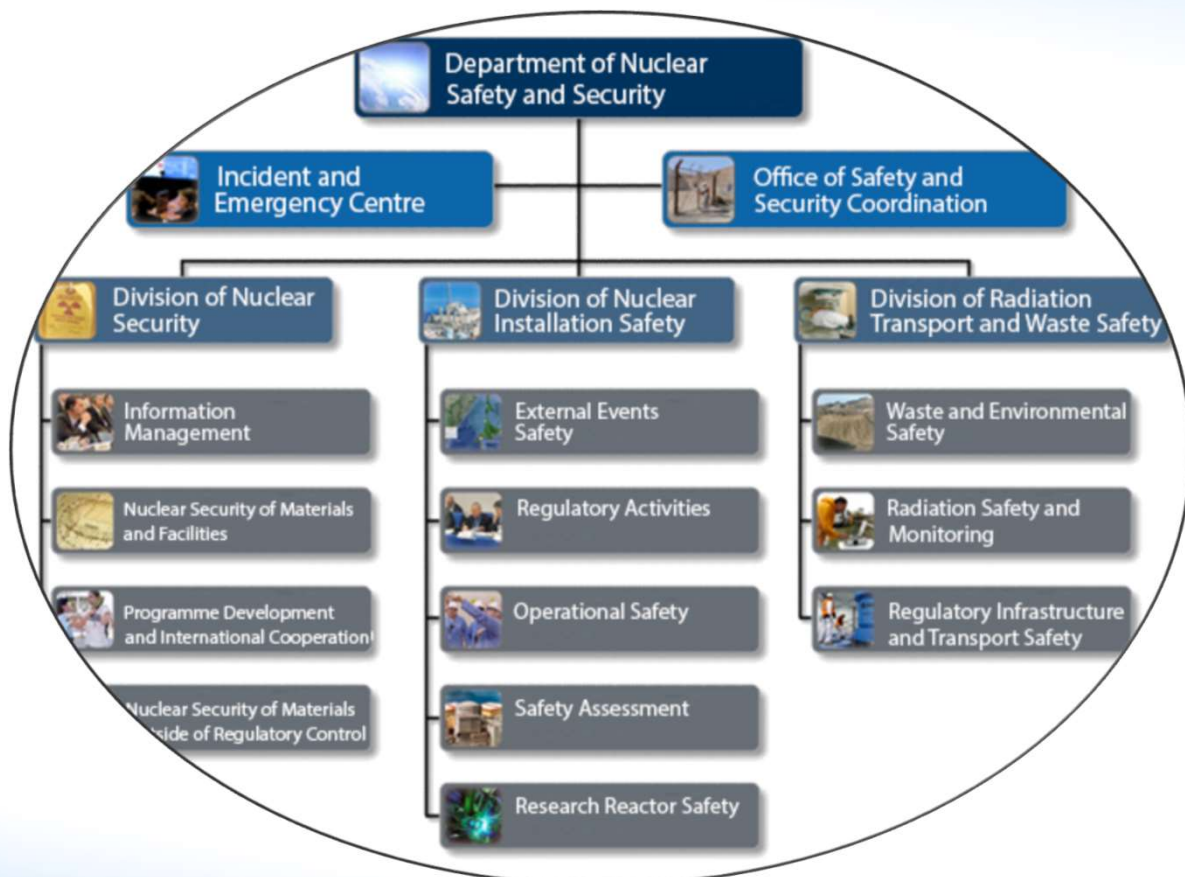 Department of Nuclear
Safety and Security
Incident and
Emergency Centre
Office of Safety and
Security Coordination
Division of Nuclear
Security
Information
Management
Nuclear Security of Materials
and Facilities
Programme Development
and International Cooperation
Nuclear Security of Materials
of Regulatory Control
Division of Nuclear
Installation Safety
External Events
Safety
Regulatory Activities
Operational Safety
Safety Assessment
Research Reactor Safety
Division of Radiation
Transport and Waste Safety
Waste and Environmental
Safety
Radiation Safety and
Monitoring
Regulatory Infrastructure
and Transport Safety